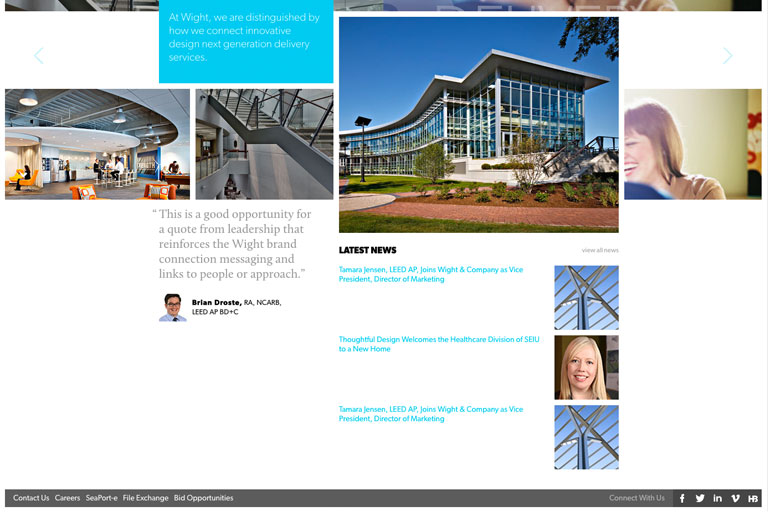 DELIVERY
At Wight, we are distinguished by
how we connect innovative
design next generation delivery
services.
“ This is a good opportunity for
a quote from leadership that
reinforces the Wight brand
connection messaging and
links to people or approach.”
Brian Droste, RA, NCARB,
LEED AP BD+C
LATEST NEWS
view all news
Tamara Jensen, LEED AP, Joins Wight & Company as Vice
President, Director of Marketing
Thoughtful Design Welcomes the Healthcare Division of SEIU
to a New Home
Tamara Jensen, LEED AP, Joins Wight & Company as Vice
President, Director of Marketing
Contact Us Careers SeaPort-e File Exchange Bid Opportunities
Connect With Us
HB